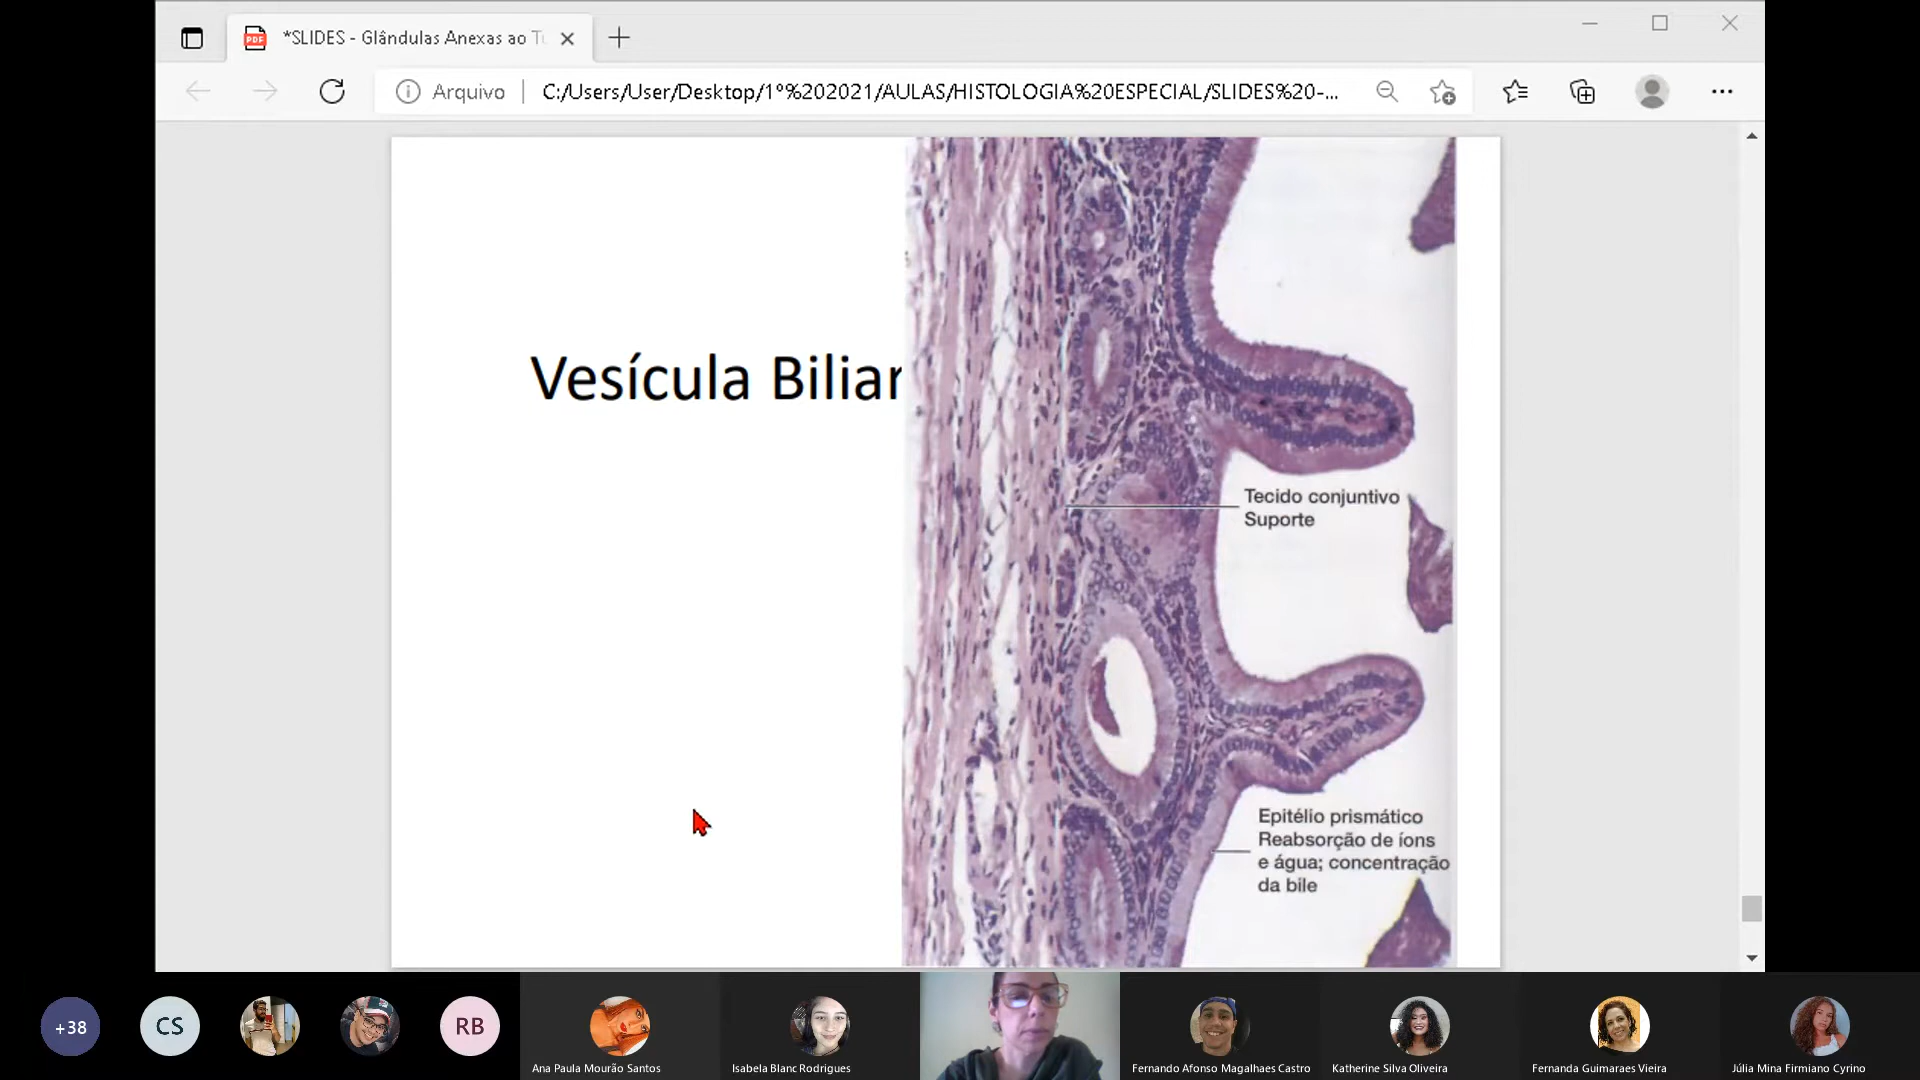 *SLIDES - Glândulas Anexas ao Tu
Arquivo
C:/Users/User/Desktop/1º%202021/AULAS/HISTOLOGIA%20ESPECIAL/SLIDES%20-...
Vesícula Biliar
Tecido conjuntivo
Suporte
Epitélio prismático
Reabsorção de íons
e água; concentração
da bile
+38
CS
RB
Ana Paula Mourão Santos
Isabela Blanc Rodrigues
Fernando Afonso Magalhaes Castro
Katherine Silva Oliveira
Fernanda Guimaraes Vieira
Júlia Mina Firmiano Cyrino